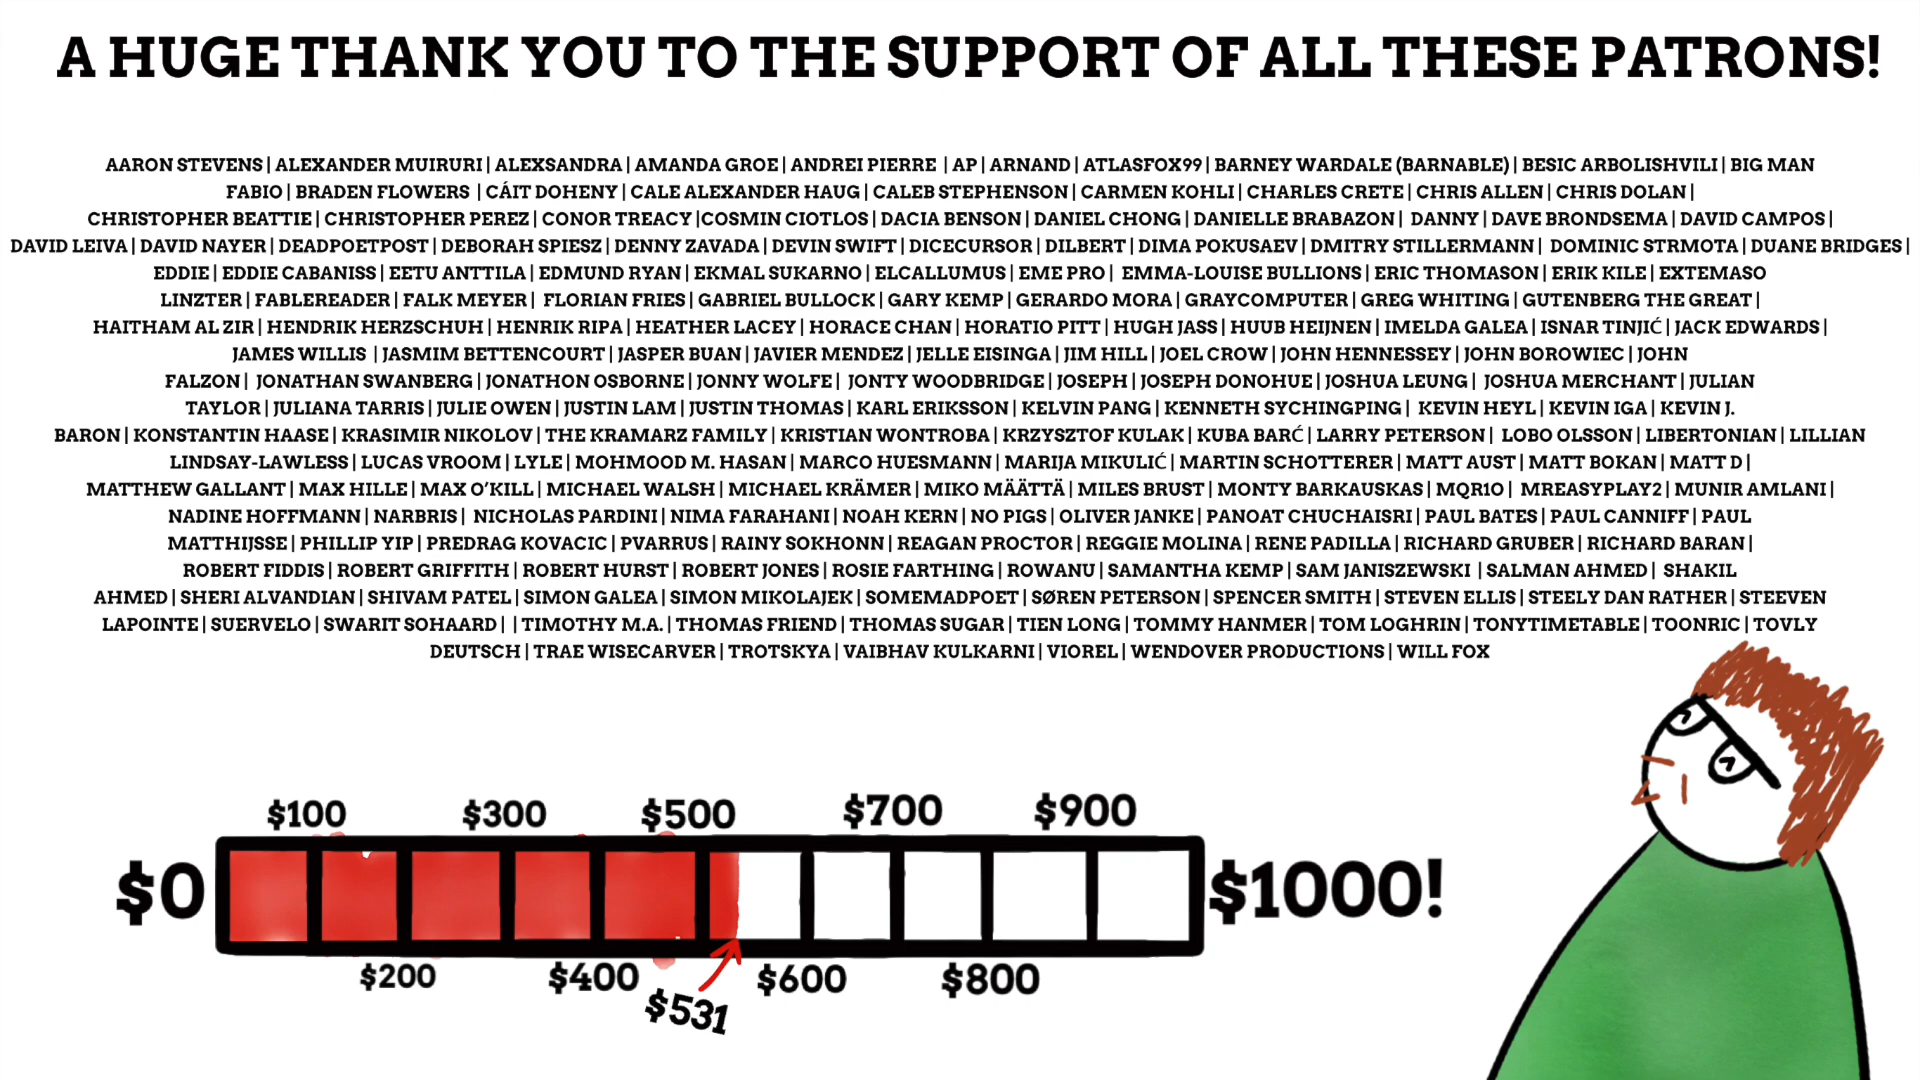 A HUGE THANK YOU TO THE SUPPORT OF ALL THESE PATRONS!
AARON STEVENS | ALEXANDER MUIRURI | ALEXSANDRA | AMANDA GROE | ANDREI PIERRE | AP | ARNAND | ATLASFOX99 | BARNEY WARDALE (BARNABLE) | BESIC ARBOLISHVILI | BIG MAN
FABIO | BRADEN FLOWERS | CÁIT DOHENY | CALE ALEXANDER HAUG | CALEB STEPHENSON | CARMEN KOHLI | CHARLES CRETE | CHRIS ALLEN | CHRIS DOLAN |
CHRISTOPHER BEATTIE | CHRISTOPHER PEREZ | CONOR TREACY |COSMIN CIOTLOS | DACIA BENSON | DANIEL CHONG | DANIELLE BRABAZON | DANNY | DAVE BRONDSEMA | DAVID CAMPOS |
DAVID LEIVA | DAVID NAYER | DEADPOETPOST | DEBORAH SPIESZ | DENNY ZAVADA | DEVIN SWIFT | DICECURSOR | DILBERT | DIMA POKUSAEV | DMITRY STILLERMANN | DOMINIC STRMOTA | DUANE BRIDGES |
EDDIE | EDDIE CABANISS | EETU ANTTILA | EDMUND RYAN | EKMAL SUKARNO | ELCALLUMUS | EME PRO | EMMA-LOUISE BULLIONS | ERIC THOMASON | ERIK KILE | EXTEMASO
LINZTER | FABLEREADER | FALK MEYER | FLORIAN FRIES | GABRIEL BULLOCK | GARY KEMP | GERARDO MORA | GRAYCOMPUTER | GREG WHITING | GUTENBERG THE GREAT |
HAITHAM AL ZIR | HENDRIK HERZSCHUH | HENRIK RIPA | HEATHER LACEY | HORACE CHAN | HORATIO PITT | HUGH JASS | HUUB HEIJNEN | IMELDA GALEA | ISNAR TINJIĆ | JACK EDWARDS |
JAMES WILLIS | JASMIM BETTENCOURT | JASPER BUAN | JAVIER MENDEZ | JELLE EISINGA | JIM HILL | JOEL CROW | JOHN HENNESSEY | JOHN BOROWIEC | JOHN
FALZON | JONATHAN SWANBERG | JONATHON OSBORNE | JONNY WOLFE | JONTY WOODBRIDGE | JOSEPH | JOSEPH DONOHUE | JOSHUA LEUNG | JOSHUA MERCHANT | JULIAN
TAYLOR | JULIANA TARRIS | JULIE OWEN | JUSTIN LAM | JUSTIN THOMAS | KARL ERIKSSON | KELVIN PANG | KENNETH SYCHINGPING | KEVIN HEYL | KEVIN IGA | KEVIN J.
BARON | KONSTANTIN HAASE | KRASIMIR NIKOLOV | THE KRAMARZ FAMILY | KRISTIAN WONTROBA | KRZYSZTOF KULAK | KUBA BARĆ | LARRY PETERSON | LOBO OLSSON | LIBERTONIAN | LILLIAN
LINDSAY-LAWLESS | LUCAS VROOM | LYLE | MOHMOOD M. HASAN | MARCO HUESMANN | MARIJA MIKULIĆ | MARTIN SCHOTTERER | MATT AUST | MATT BOKAN | MATT D |
MATTHEW GALLANT | MAX HILLE | MAX O'KILL | MICHAEL WALSH | MICHAEL KRÄMER | MIKO MÄÄTTÄ | MILES BRUST | MONTY BARKAUSKAS | MQR1O | MREASYPLAY2 | MUNIR AMLANI |
NADINE HOFFMANN | NARBRIS | NICHOLAS PARDINI | NIMA FARAHANI | NOAH KERN | NO PIGS | OLIVER JANKE | PANOAT CHUCHAISRI | PAUL BATES | PAUL CANNIFF | PAUL
MATTHIJSSE | PHILLIP YIP | PREDRAG KOVACIC | PVARRUS | RAINY SOKHONN | REAGAN PROCTOR | REGGIE MOLINA | RENE PADILLA | RICHARD GRUBER | RICHARD BARAN |
ROBERT FIDDIS | ROBERT GRIFFITH | ROBERT HURST | ROBERT JONES | ROSIE FARTHING | ROWANU | SAMANTHA KEMP | SAM JANISZEWSKI | SALMAN AHMED | SHAKIL
AHMED | SHERI ALVANDIAN | SHIVAM PATEL | SIMON GALEA | SIMON MIKOLAJEK | SOMEMADPOET | SØREN PETERSON | SPENCER SMITH | STEVEN ELLIS | STEELY DAN RATHER | STEEVEN
LAPOINTE | SUERVELO | SWARIT SOHAARD | | TIMOTHY M.A. | THOMAS FRIEND | THOMAS SUGAR | TIEN LONG | TOMMY HANMER | TOM LOGHRIN | TONYTIMETABLE | TOONRIC | TOVLY
DEUTSCH | TRAE WISECARVER | TROTSKYA | VAIBHAV KULKARNI | VIOREL | WENDOVER PRODUCTIONS | WILL FOX
$100 $300 $500 $700 $900
$0 $1000!
$200 $400 $600 $800
$531